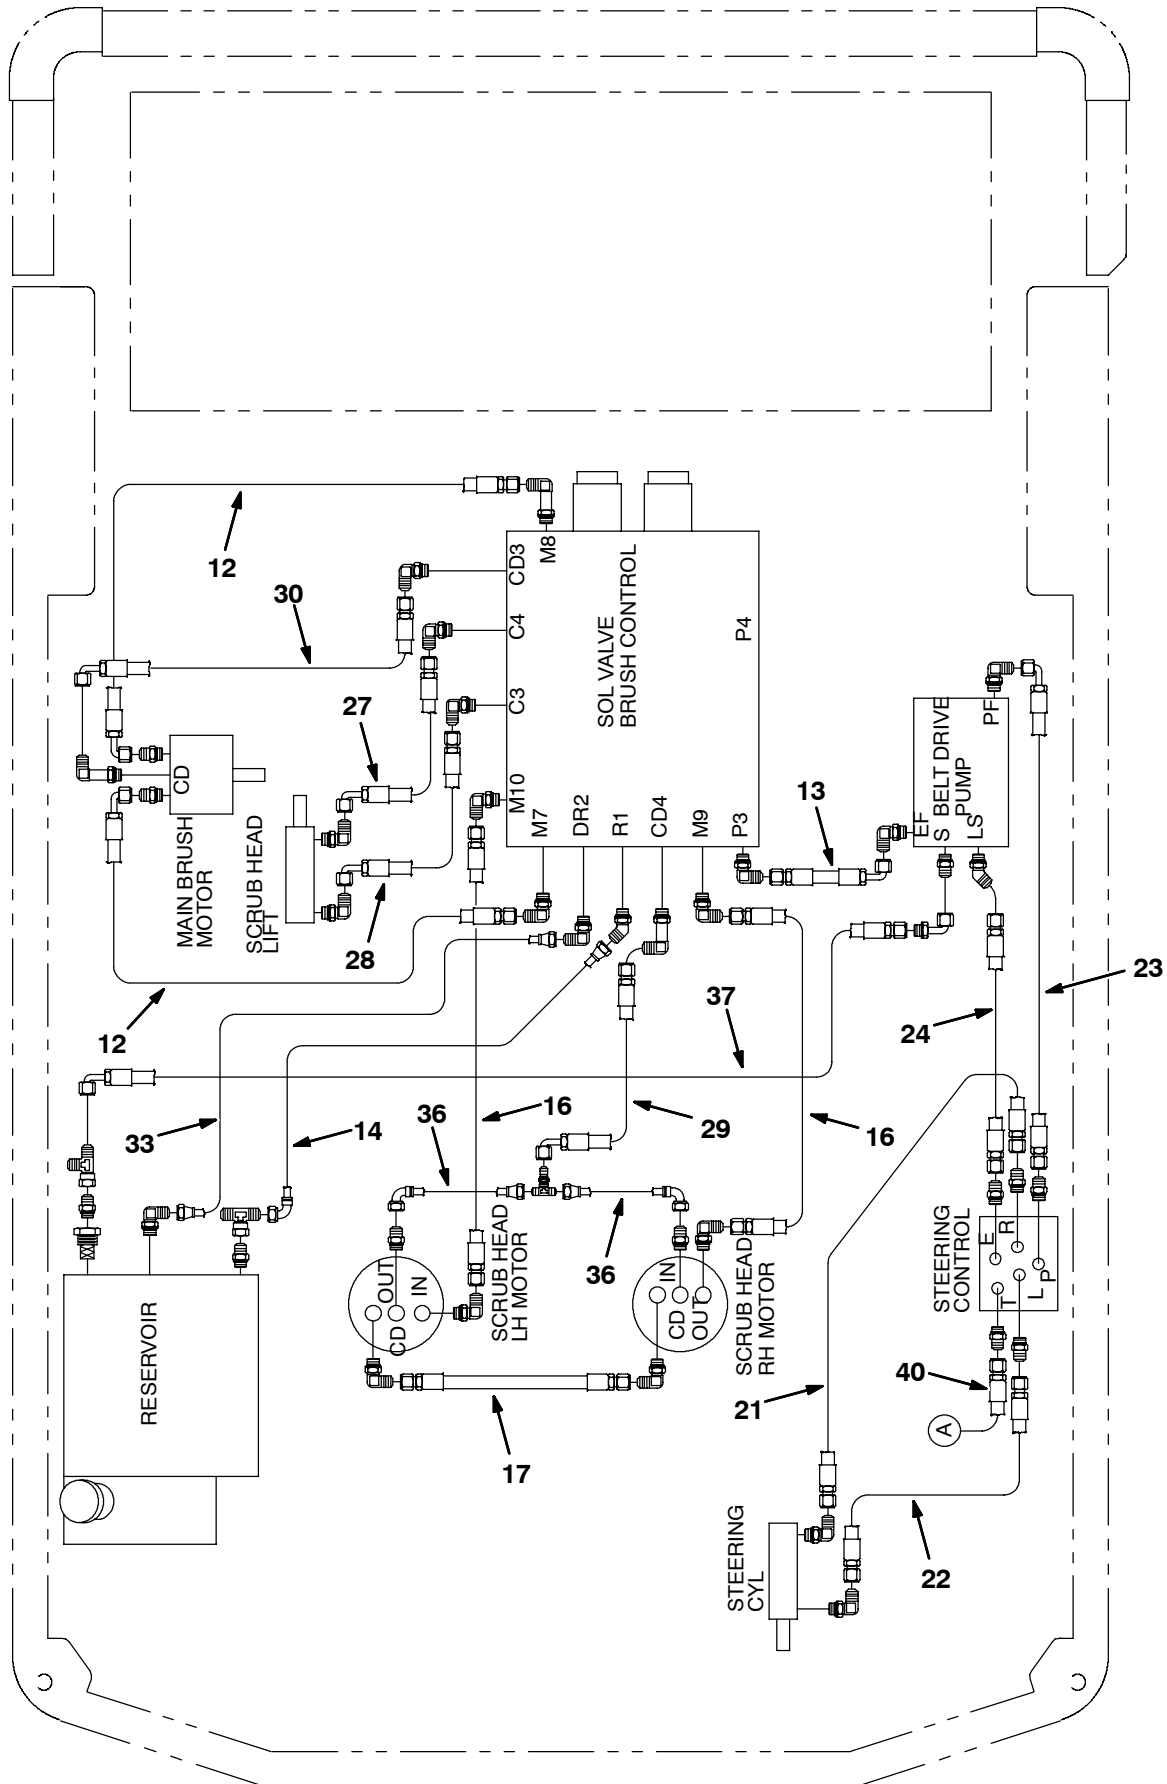 12
M8
CD3
30
C4
SOL VALVE
BRUSH CONTROL
P4
27
C3
PF
BELT DRIVE
PUMP
CD
M10
13
EF
S
LS
M7
DR2
R1
CD4
M9
P3
MAIN BRUSH
MOTOR
SCRUB HEAD
LIFT
28
23
37
24
12
36
16
29
16
33
14
E
R
STEERING
CONTROL
T
L
P
OUT
IN
CD
SCRUB HEAD
LH MOTOR
36
IN
CD
OUT
SCRUB HEAD
RH MOTOR
RESERVOIR
40
21
A
17
STEERING
CYL
22